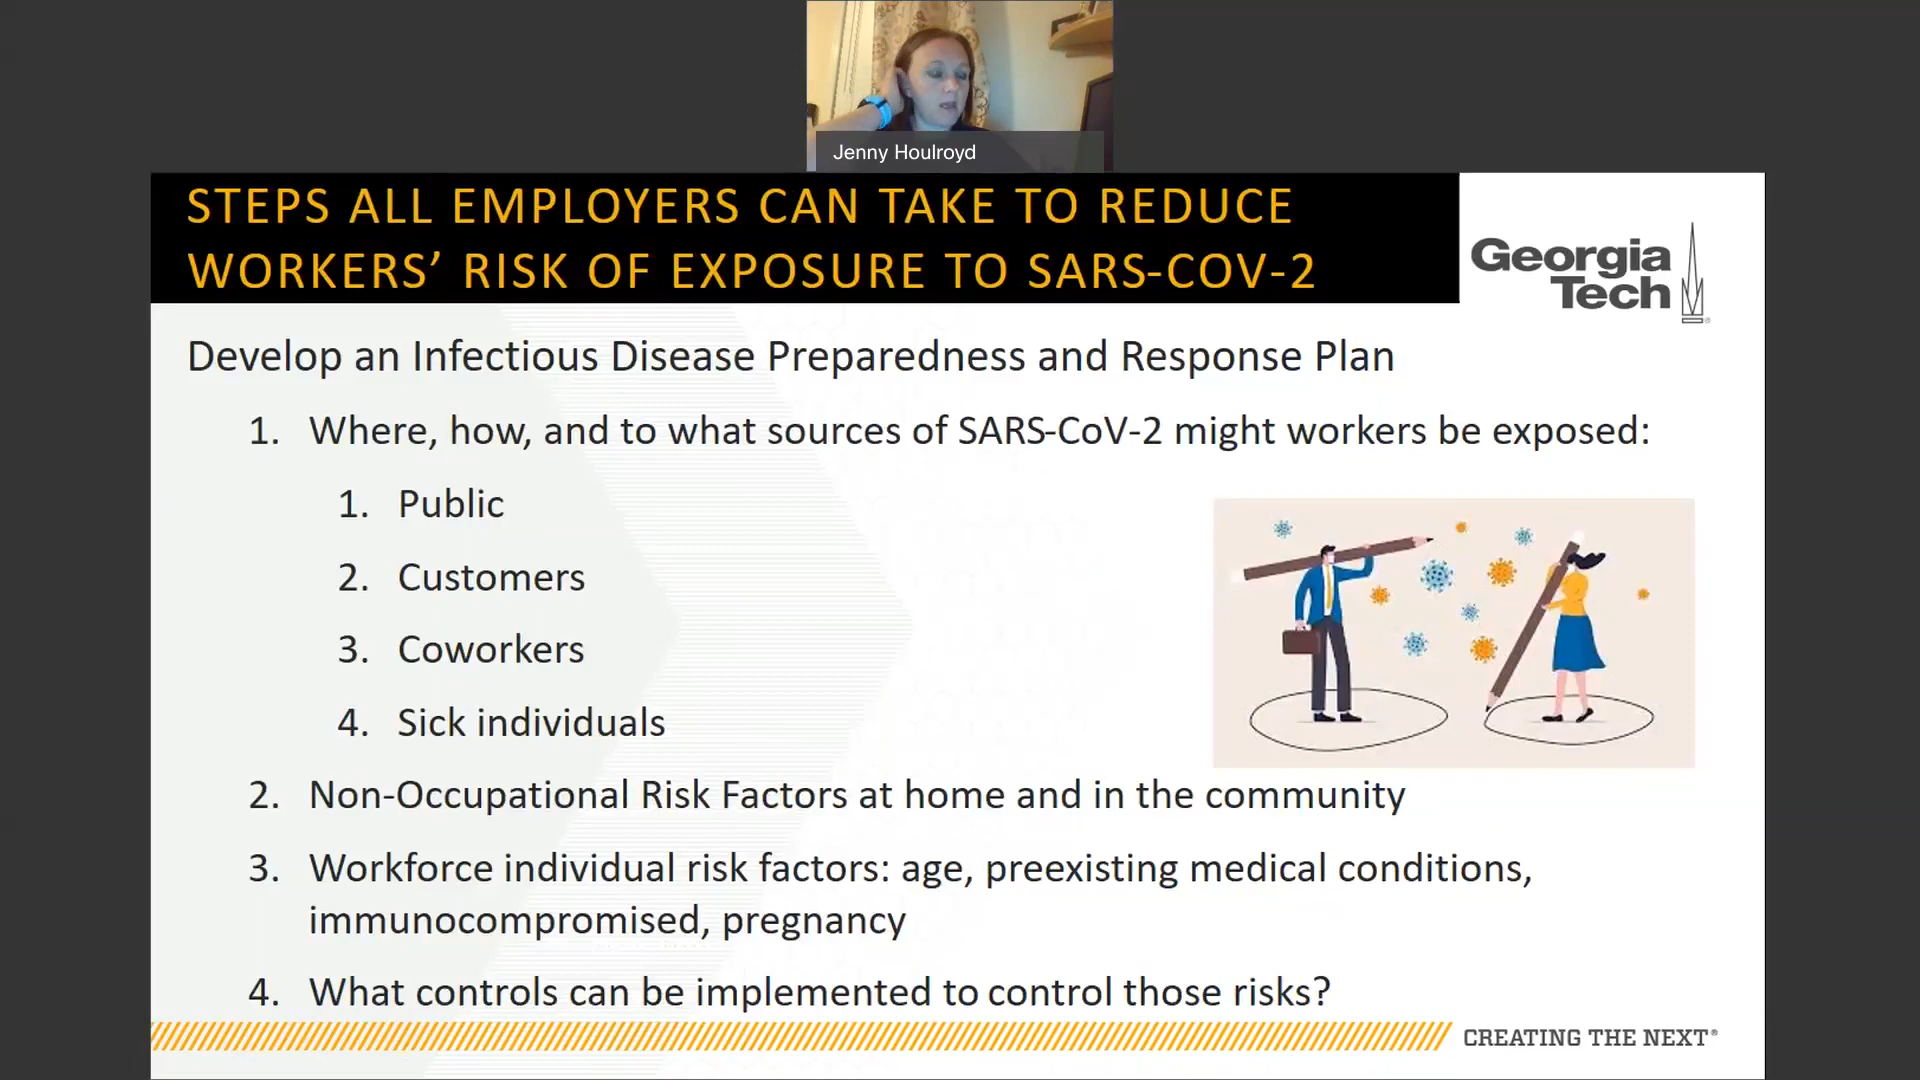 Jenny Houlroyd
STEPS ALL EMPLOYERS CAN TAKE TO REDUCE
WORKERS’ RISK OF EXPOSURE TO SARS-COV-2
Georgia
Tech
®
Develop an Infectious Disease Preparedness and Response Plan
1. Where, how, and to what sources of SARS-CoV-2 might workers be exposed:
1. Public
2. Customers
3. Coworkers
4. Sick individuals
2. Non-Occupational Risk Factors at home and in the community
3. Workforce individual risk factors: age, preexisting medical conditions,
immunocompromised, pregnancy
4. What controls can be implemented to control those risks?
CREATING THE NEXT®